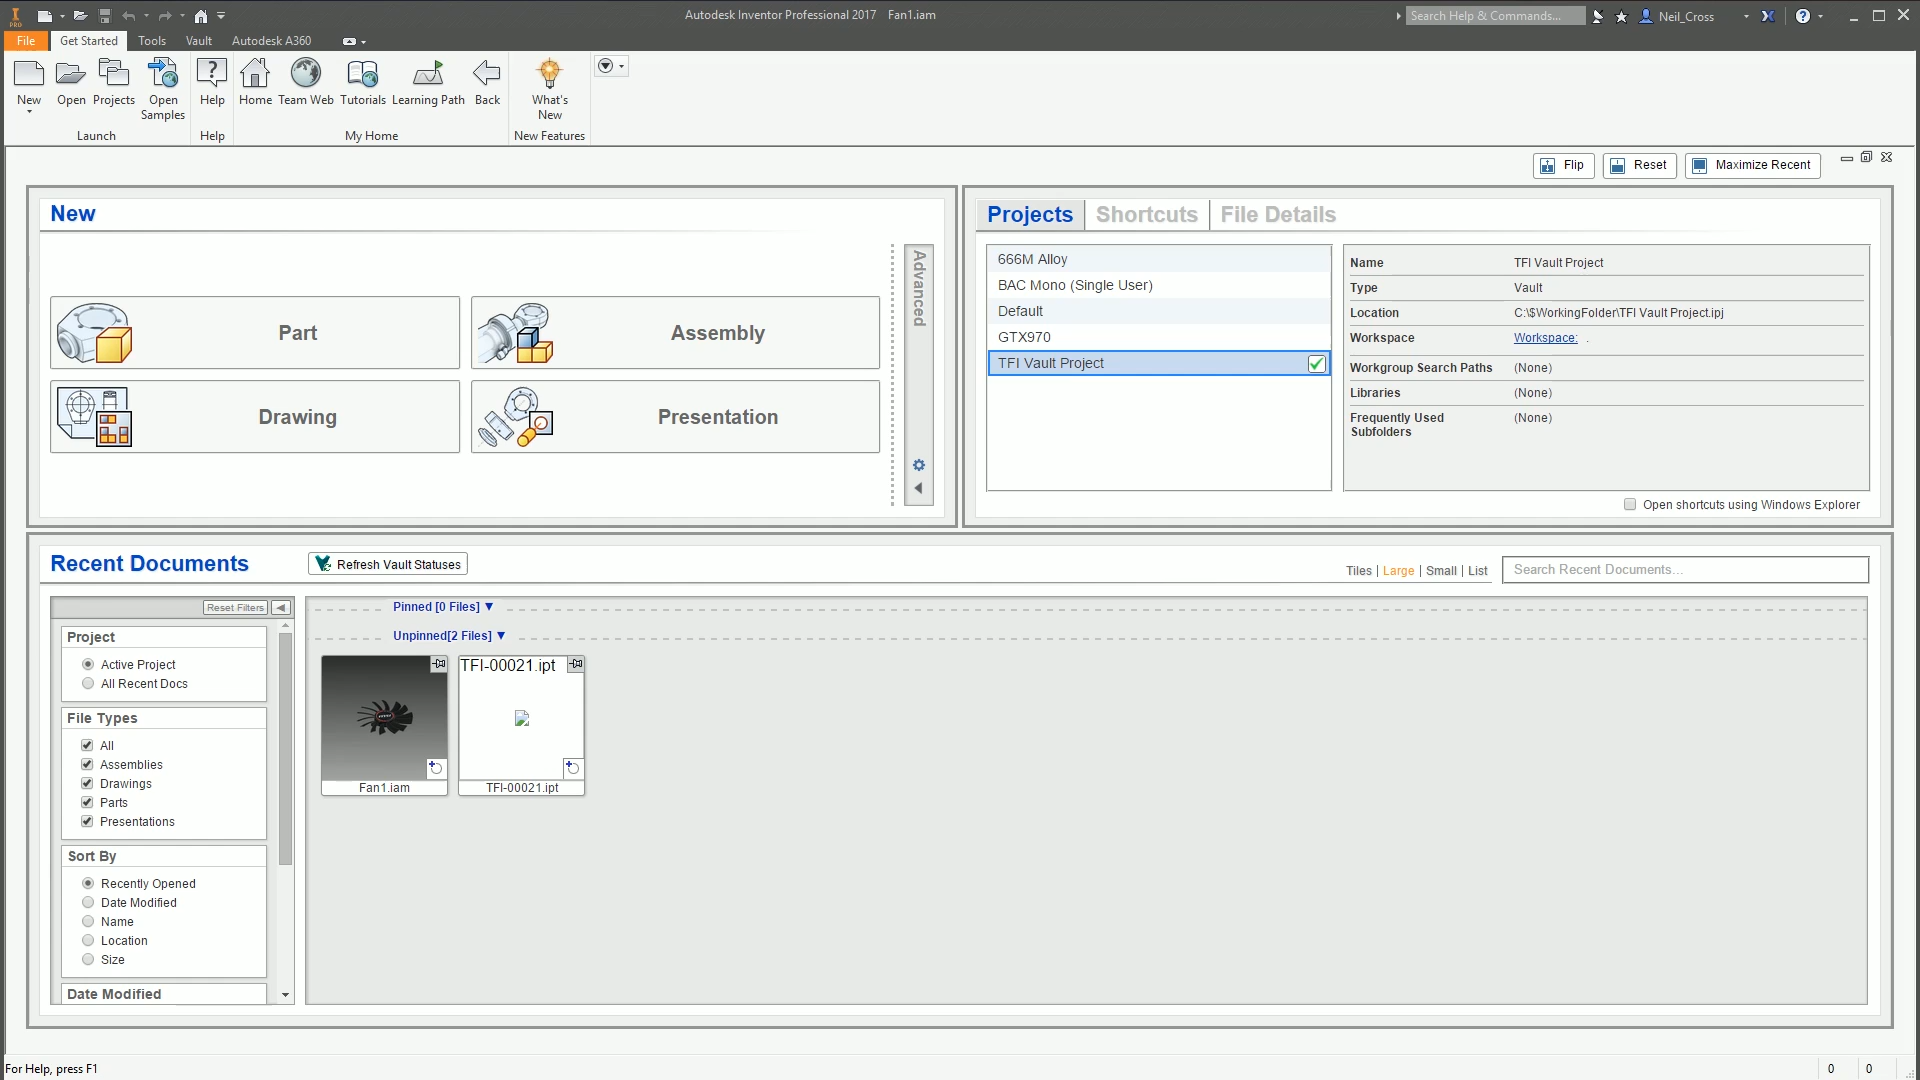 PRO
Autodesk Inventor Professional 2017 Fan1.iam
Search Help & Commands...
Neil_Cross
File
Get Started
Tools
Vault
Autodesk A360
New
Open
Projects
Open
Samples
Help
Home
Team Web
Tutorials
Learning Path
Back
What's
New
Launch
Help
My Home
New Features
Flip
Reset
Maximize Recent
New
Part
Assembly
Drawing
Presentation
Advanced
Projects
Shortcuts
File Details
666M Alloy
BAC Mono (Single User)
Default
GTX970
TFI Vault Project
Name TFI Vault Project
Type Vault
Location C:\$WorkingFolder\TFI Vault Project.ipj
Workspace Workspace: .
Workgroup Search Paths (None)
Libraries (None)
Frequently Used (None)
Subfolders
Open shortcuts using Windows Explorer
Recent Documents
Refresh Vault Statuses
Tiles | Large | Small | List
Search Recent Documents...
Reset Filters
Project
Active Project
All Recent Docs
File Types
All
Assemblies
Drawings
Parts
Presentations
Sort By
Recently Opened
Date Modified
Name
Location
Size
Date Modified
Pinned [0 Files]
Unpinned[2 Files]
Fan1.iam
TFI-00021.ipt
TFI-00021.ipt
For Help, press F1
0 0